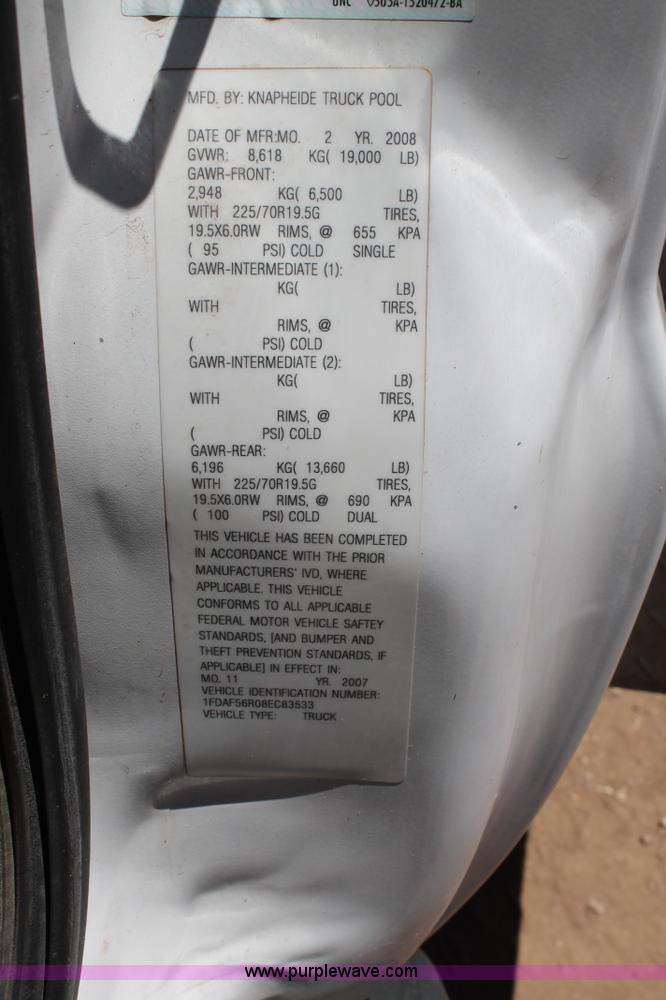 UNC
MFD. BY: KNAPHEIDE TRUCK POOL
DATE OF MFR:MO. 2 YR. 2008
GVWR: 8,618 KG( 19,000 LB)
GAWR-FRONT:
2,948 KG( 6,500 LB)
WITH 225/70R19.5G TIRES,
19.5X6.0RW RIMS, @ 655 KPA
( 95 PSI) COLD SINGLE
GAWR-INTERMEDIATE (1):
KG( LB)
WITH TIRES,
RIMS, @ KPA
( PSI) COLD
GAWR-INTERMEDIATE (2):
KG( LB)
WITH TIRES,
RIMS, @ KPA
( PSI) COLD
GAWR-REAR:
6,196 KG( 13,660 LB)
WITH 225/70R19.5G TIRES,
19.5X6.0RW RIMS, @ 690 KPA
( 100 PSI) COLD DUAL
THIS VEHICLE HAS BEEN COMPLETED
IN ACCORDANCE WITH THE PRIOR
MANUFACTURERS' IVD, WHERE
APPLICABLE. THIS VEHICLE
CONFORMS TO ALL APPLICABLE
FEDERAL MOTOR VEHICLE SAFTEY
STANDARDS, [AND BUMPER AND
THEFT PREVENTION STANDARDS, IF
APPLICABLE] IN EFFECT IN:
MO. 11 YR. 2007
VEHICLE IDENTIFICATION NUMBER:
1FDAF56R08EC83533
VEHICLE TYPE: TRUCK
www.purplewave.com